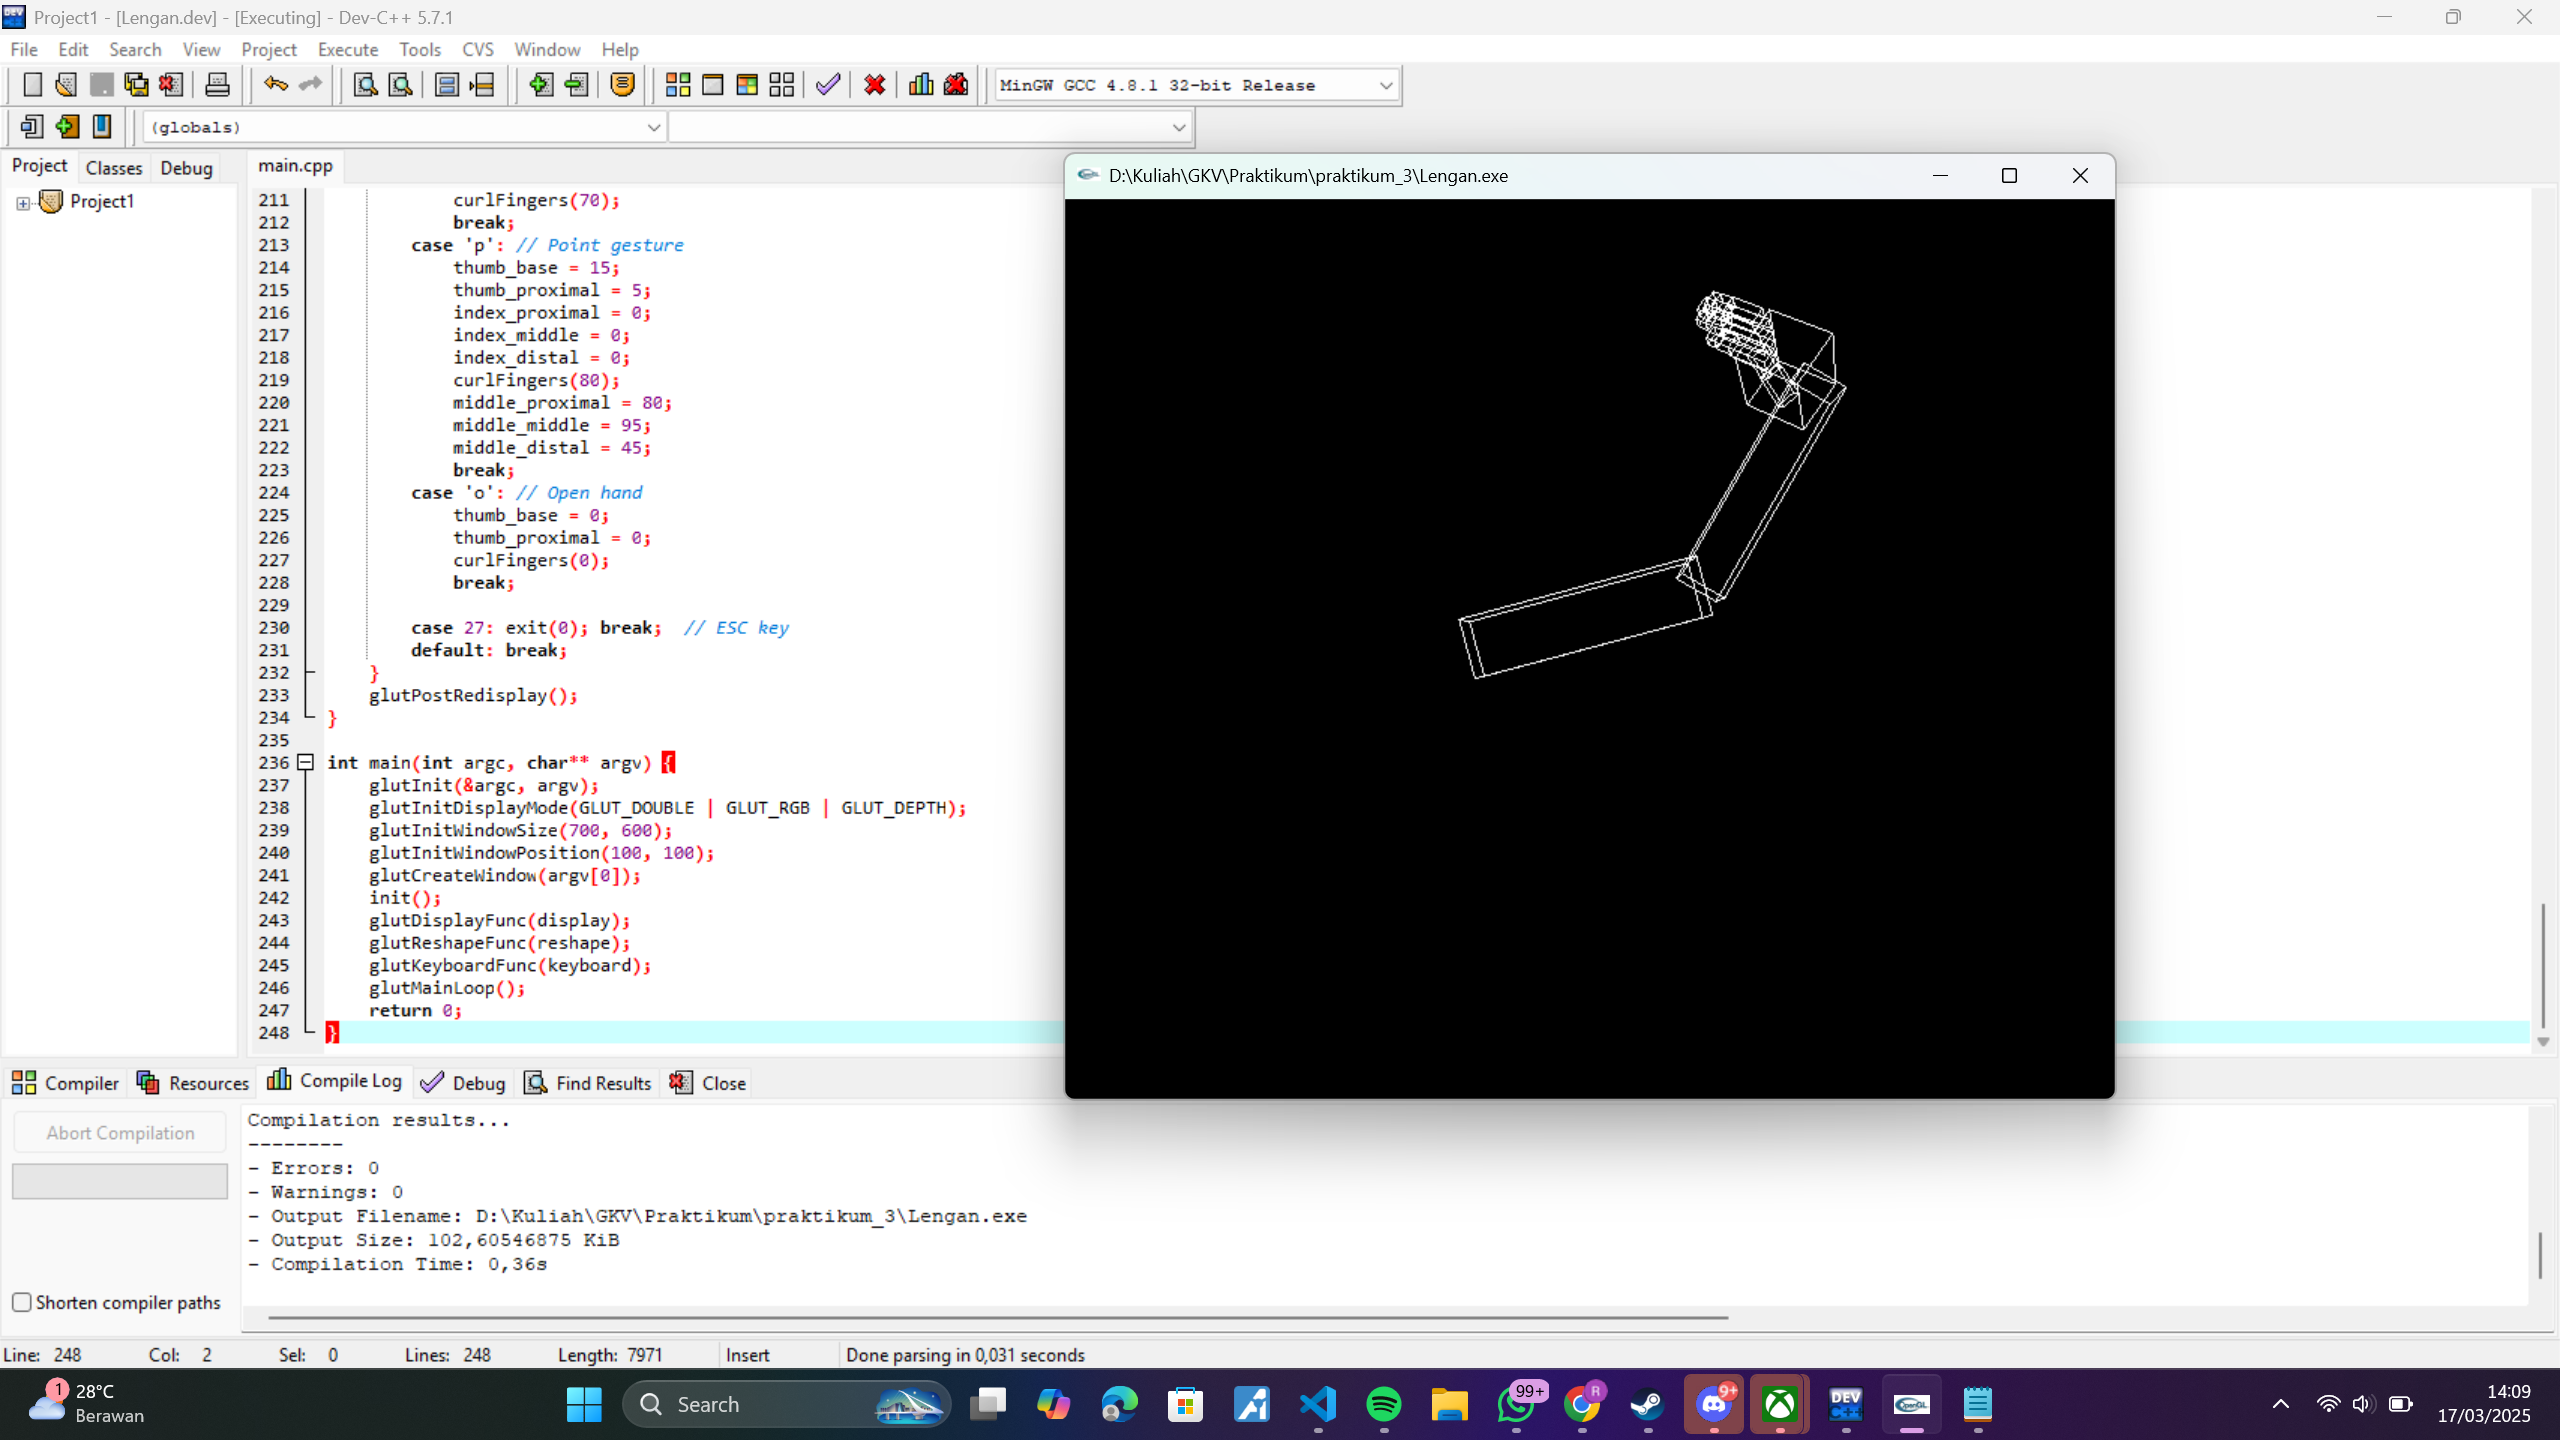 Project1 - [Lengan.dev] - [Executing] - Dev-C++ 5.7.1
File Edit Search View Project Execute Tools CVS Window Help
MinGW GCC 4.8.1 32-bit Release
(globals)
Project Classes Debug
main.cpp
Project1
211 curlFingers(70);
212 break;
213 case 'p': // Point gesture
214 thumb_base = 15;
215 thumb_proximal = 5;
216 index_proximal = 0;
217 index_middle = 0;
218 index_distal = 0;
219 curlFingers(80);
220 middle_proximal = 80;
221 middle_middle = 95;
222 middle_distal = 45;
223 break;
224 case 'o': // Open hand
225 thumb_base = 0;
226 thumb_proximal = 0;
227 curlFingers(0);
228 break;
229
230 case 27: exit(0); break; // ESC key
231 default: break;
232 }
233 glutPostRedisplay();
234 }
235
236 int main(int argc, char** argv) {
237 glutInit(&argc, argv);
238 glutInitDisplayMode(GLUT_DOUBLE | GLUT_RGB | GLUT_DEPTH);
239 glutInitWindowSize(700, 600);
240 glutInitWindowPosition(100, 100);
241 glutCreateWindow(argv[0]);
242 init();
243 glutDisplayFunc(display);
244 glutReshapeFunc(reshape);
245 glutKeyboardFunc(keyboard);
246 glutMainLoop();
247 return 0;
248 }
D:\Kuliah\GKV\Praktikum\praktikum_3\Lengan.exe
Compiler Resources Compile Log Debug Find Results Close
Abort Compilation
Shorten compiler paths
Compilation results...
--------
- Errors: 0
- Warnings: 0
- Output Filename: D:\Kuliah\GKV\Praktikum\praktikum_3\Lengan.exe
- Output Size: 102,60546875 KiB
- Compilation Time: 0,36s
Line: 248 Col: 2 Sel: 0 Lines: 248 Length: 7971 Insert Done parsing in 0,031 seconds
1
28°C
Berawan
Search
99+
R
9+
DEV
C++
OpenGL
14:09
17/03/2025